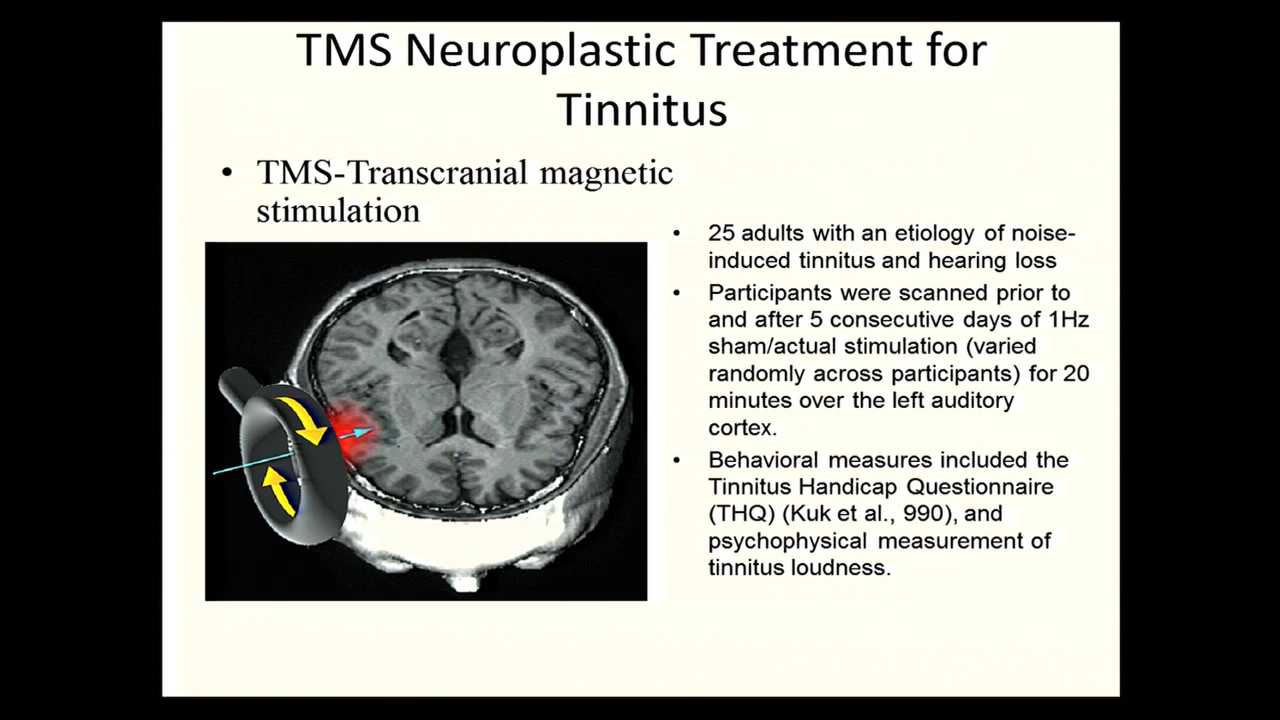 TMS Neuroplastic Treatment for
Tinnitus
• TMS-Transcranial magnetic
stimulation
• 25 adults with an etiology of noise-
induced tinnitus and hearing loss
• Participants were scanned prior to
and after 5 consecutive days of 1Hz
sham/actual stimulation (varied
randomly across participants) for 20
minutes over the left auditory
cortex.
• Behavioral measures included the
Tinnitus Handicap Questionnaire
(THQ) (Kuk et al., 990), and
psychophysical measurement of
tinnitus loudness.